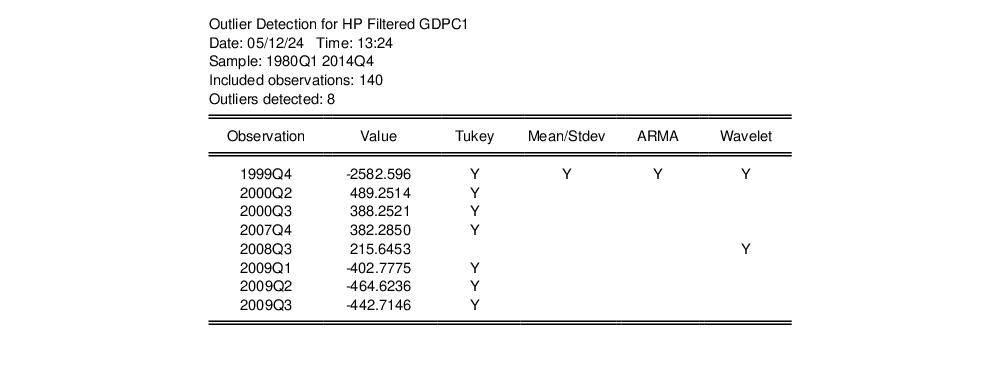 Outlier Detection for HP Filtered GDPC1
Date: 05/12/24 Time: 13:24
Sample: 1980Q1 2014Q4
Included observations: 140
Outliers detected: 8
Observation Value Tukey Mean/Stdev ARMA Wavelet
1999Q4 -2582.596 Y Y Y Y
2000Q2 489.2514 Y
2000Q3 388.2521 Y
2007Q4 382.2850 Y
2008Q3 215.6453 Y
2009Q1 -402.7775 Y
2009Q2 -464.6236 Y
2009Q3 -442.7146 Y